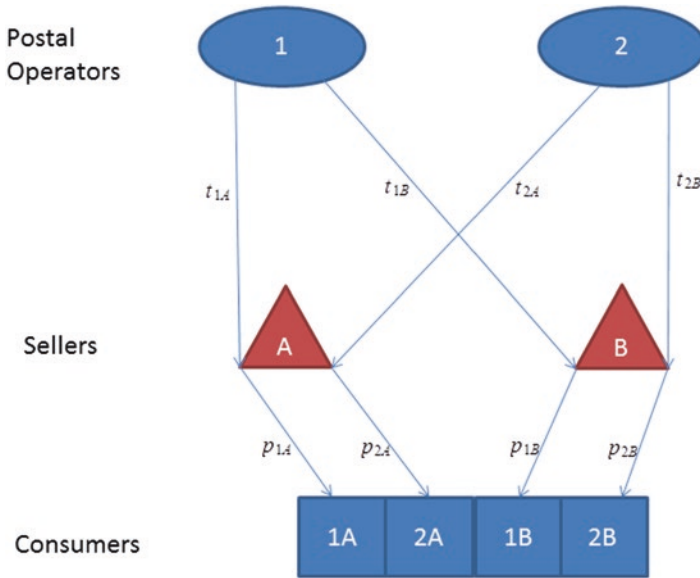 Postal
Operators
1
2
t1A
t1B
t2A
t2B
Sellers
A
B
p1A
p2A
p1B
p2B
Consumers
1A
2A
1B
2B